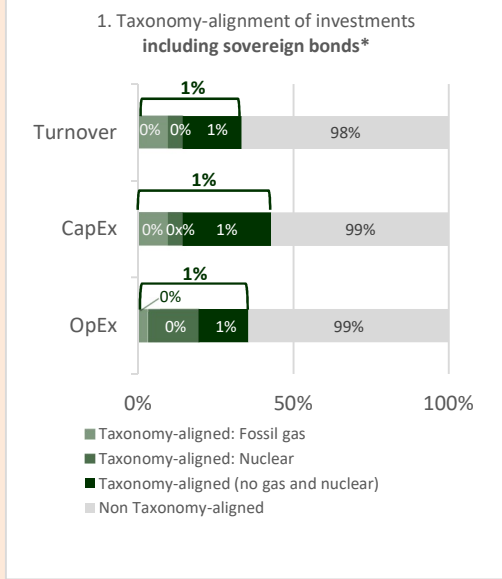 1. Taxonomy-alignment of investments
including sovereign bonds*
1%
Turnover 0% 0% 1% 98%
1%
CapEx 0% 0x% 1% 99%
1%
0%
OpEx 0% 1% 99%
0% 50% 100%
Taxonomy-aligned: Fossil gas
Taxonomy-aligned: Nuclear
Taxonomy-aligned (no gas and nuclear)
Non Taxonomy-aligned